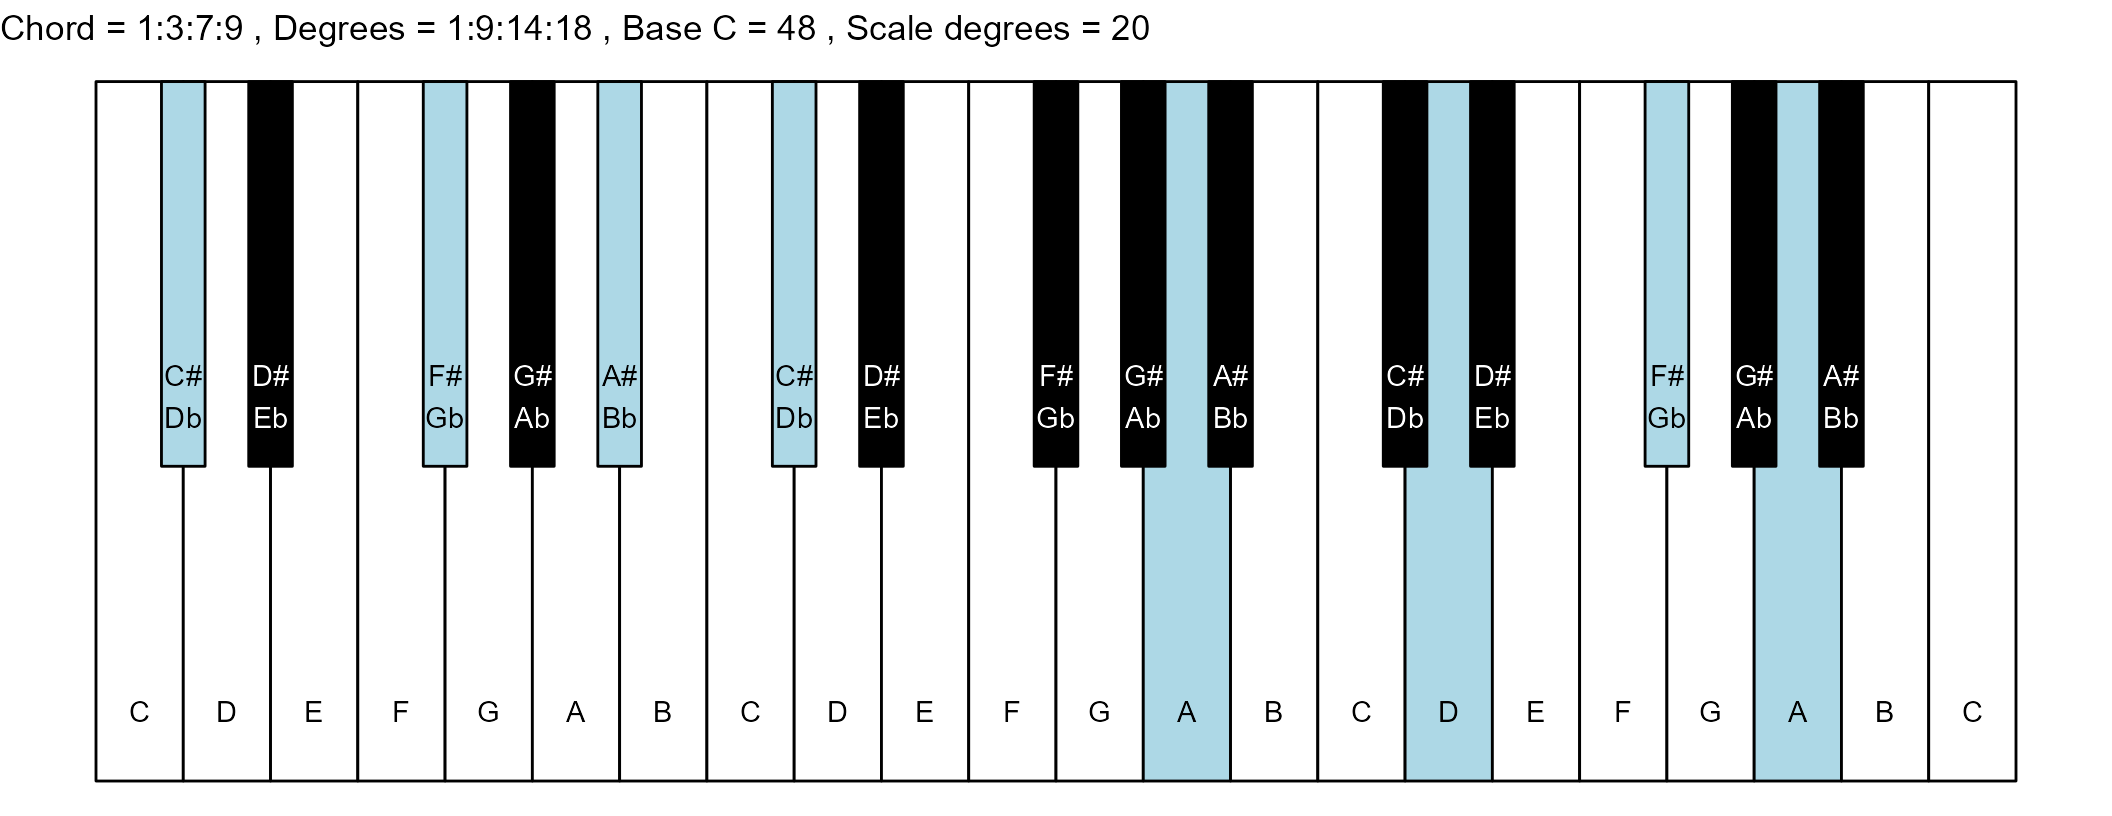 Chord = 1:3:7:9 , Degrees = 1:9:14:18 , Base C = 48 , Scale degrees = 20
C# D# F# G# A# C# D# F# G# A# C# D# F# G# A#
Db Eb Gb Ab Bb Db Eb Gb Ab Bb Db Eb Gb Ab Bb
C D E F G A B C D E F G A B C D E F G A B C